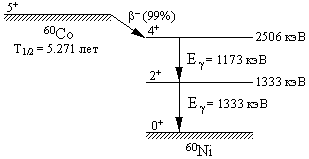 5⁺
β⁻(99%)
⁶⁰Co
T₁/₂ = 5.271 лет
4⁺
2506 кэВ
Eγ = 1173 кэВ
2⁺
1333 кэВ
Eγ = 1333 кэВ
0⁺
⁶⁰Ni